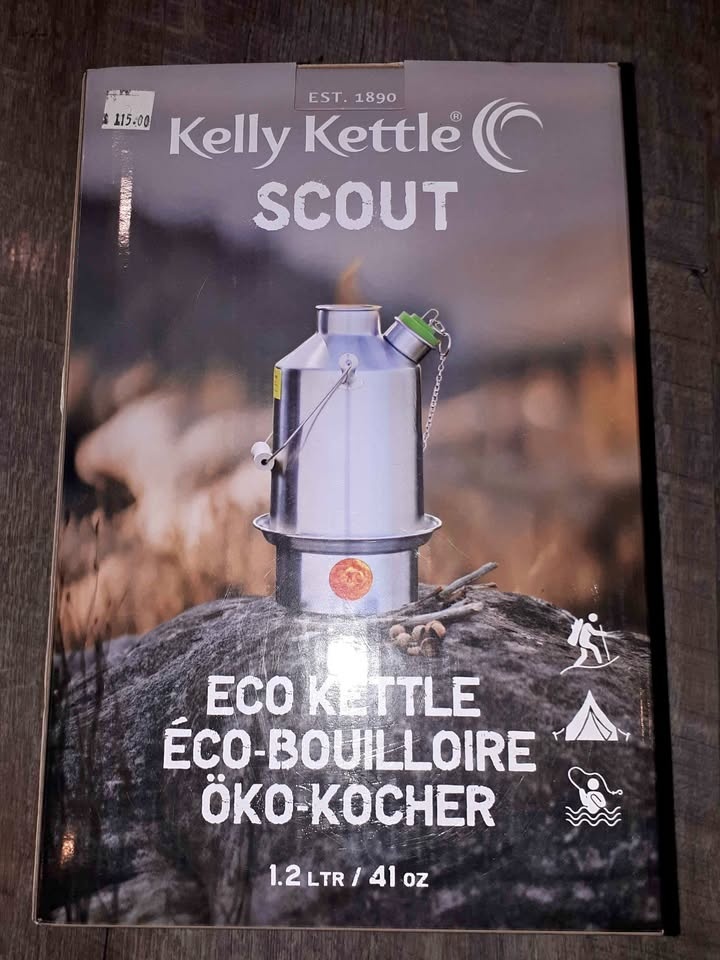 EST. 1890
$ 115.00
Kelly Kettle®
SCOUT
ECO KETTLE
ÉCO-BOUILLOIRE
ÖKO-KOCHER
1.2 LTR / 41 OZ